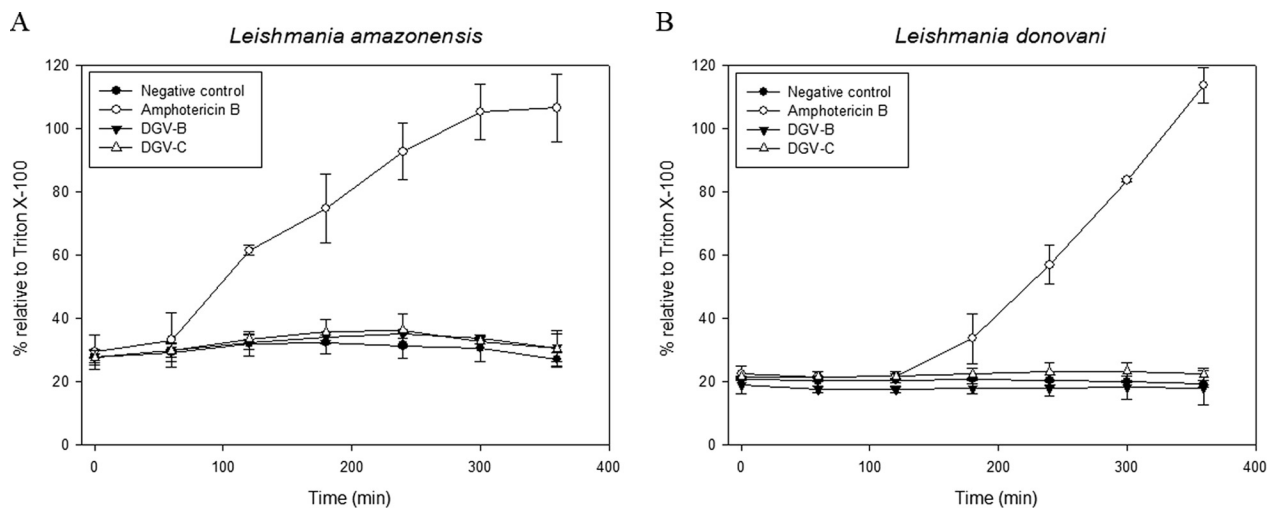 A
Leishmania amazonensis
120
100
80
60
40
20
0
% relative to Triton X-100
Negative control
Amphotericin B
DGV-B
DGV-C
0 100 200 300 400
Time (min)
B
Leishmania donovani
120
100
80
60
40
20
0
% relative to Triton X-100
Negative control
Amphotericin B
DGV-B
DGV-C
0 100 200 300 400
Time (min)